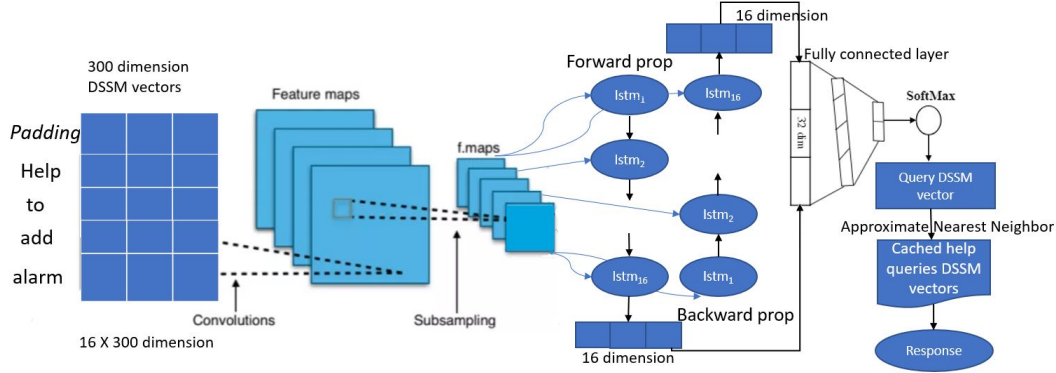 300 dimension
DSSM vectors
Padding
Help
to
add
alarm
16 X 300 dimension
Feature maps
Convolutions
f.maps
Subsampling
Forward prop
lstm1
lstm16
lstm2
lstm2
lstm16
lstm1
Backward prop
16 dimension
16 dimension
32 dim
Fully connected layer
SoftMax
Query DSSM
vector
Approximate Nearest Neighbor
Cached help
queries DSSM
vectors
Response